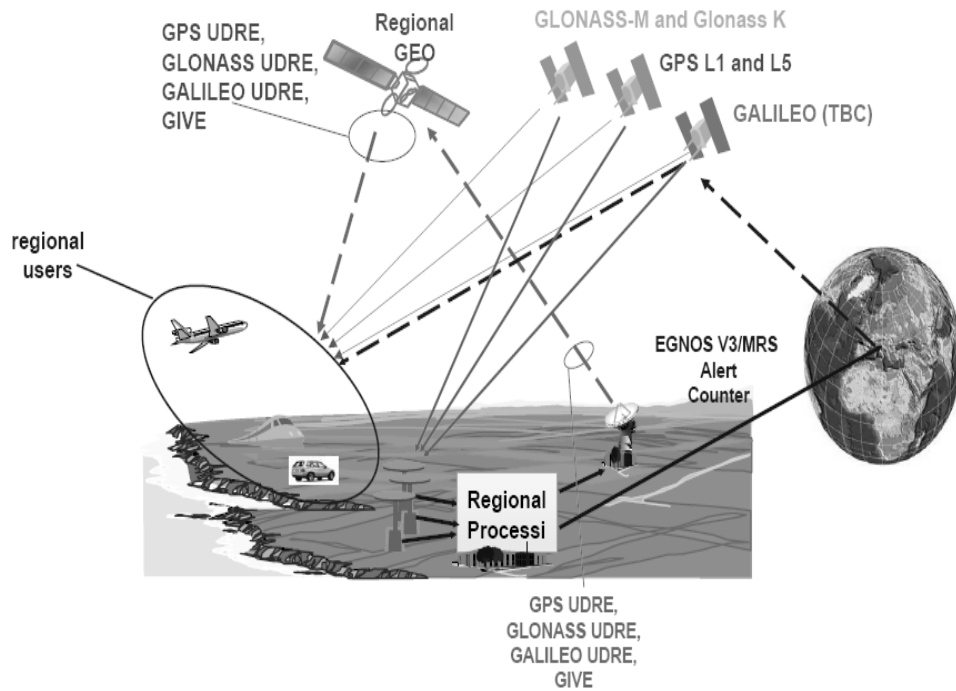 GPS UDRE,
GLONASS UDRE,
GALILEO UDRE,
GIVE
Regional
GEO
GLONASS-M and Glonass K
GPS L1 and L5
GALILEO (TBC)
regional
users
EGNOS V3/MRS
Alert
Counter
Regional
Processi
GPS UDRE,
GLONASS UDRE,
GALILEO UDRE,
GIVE